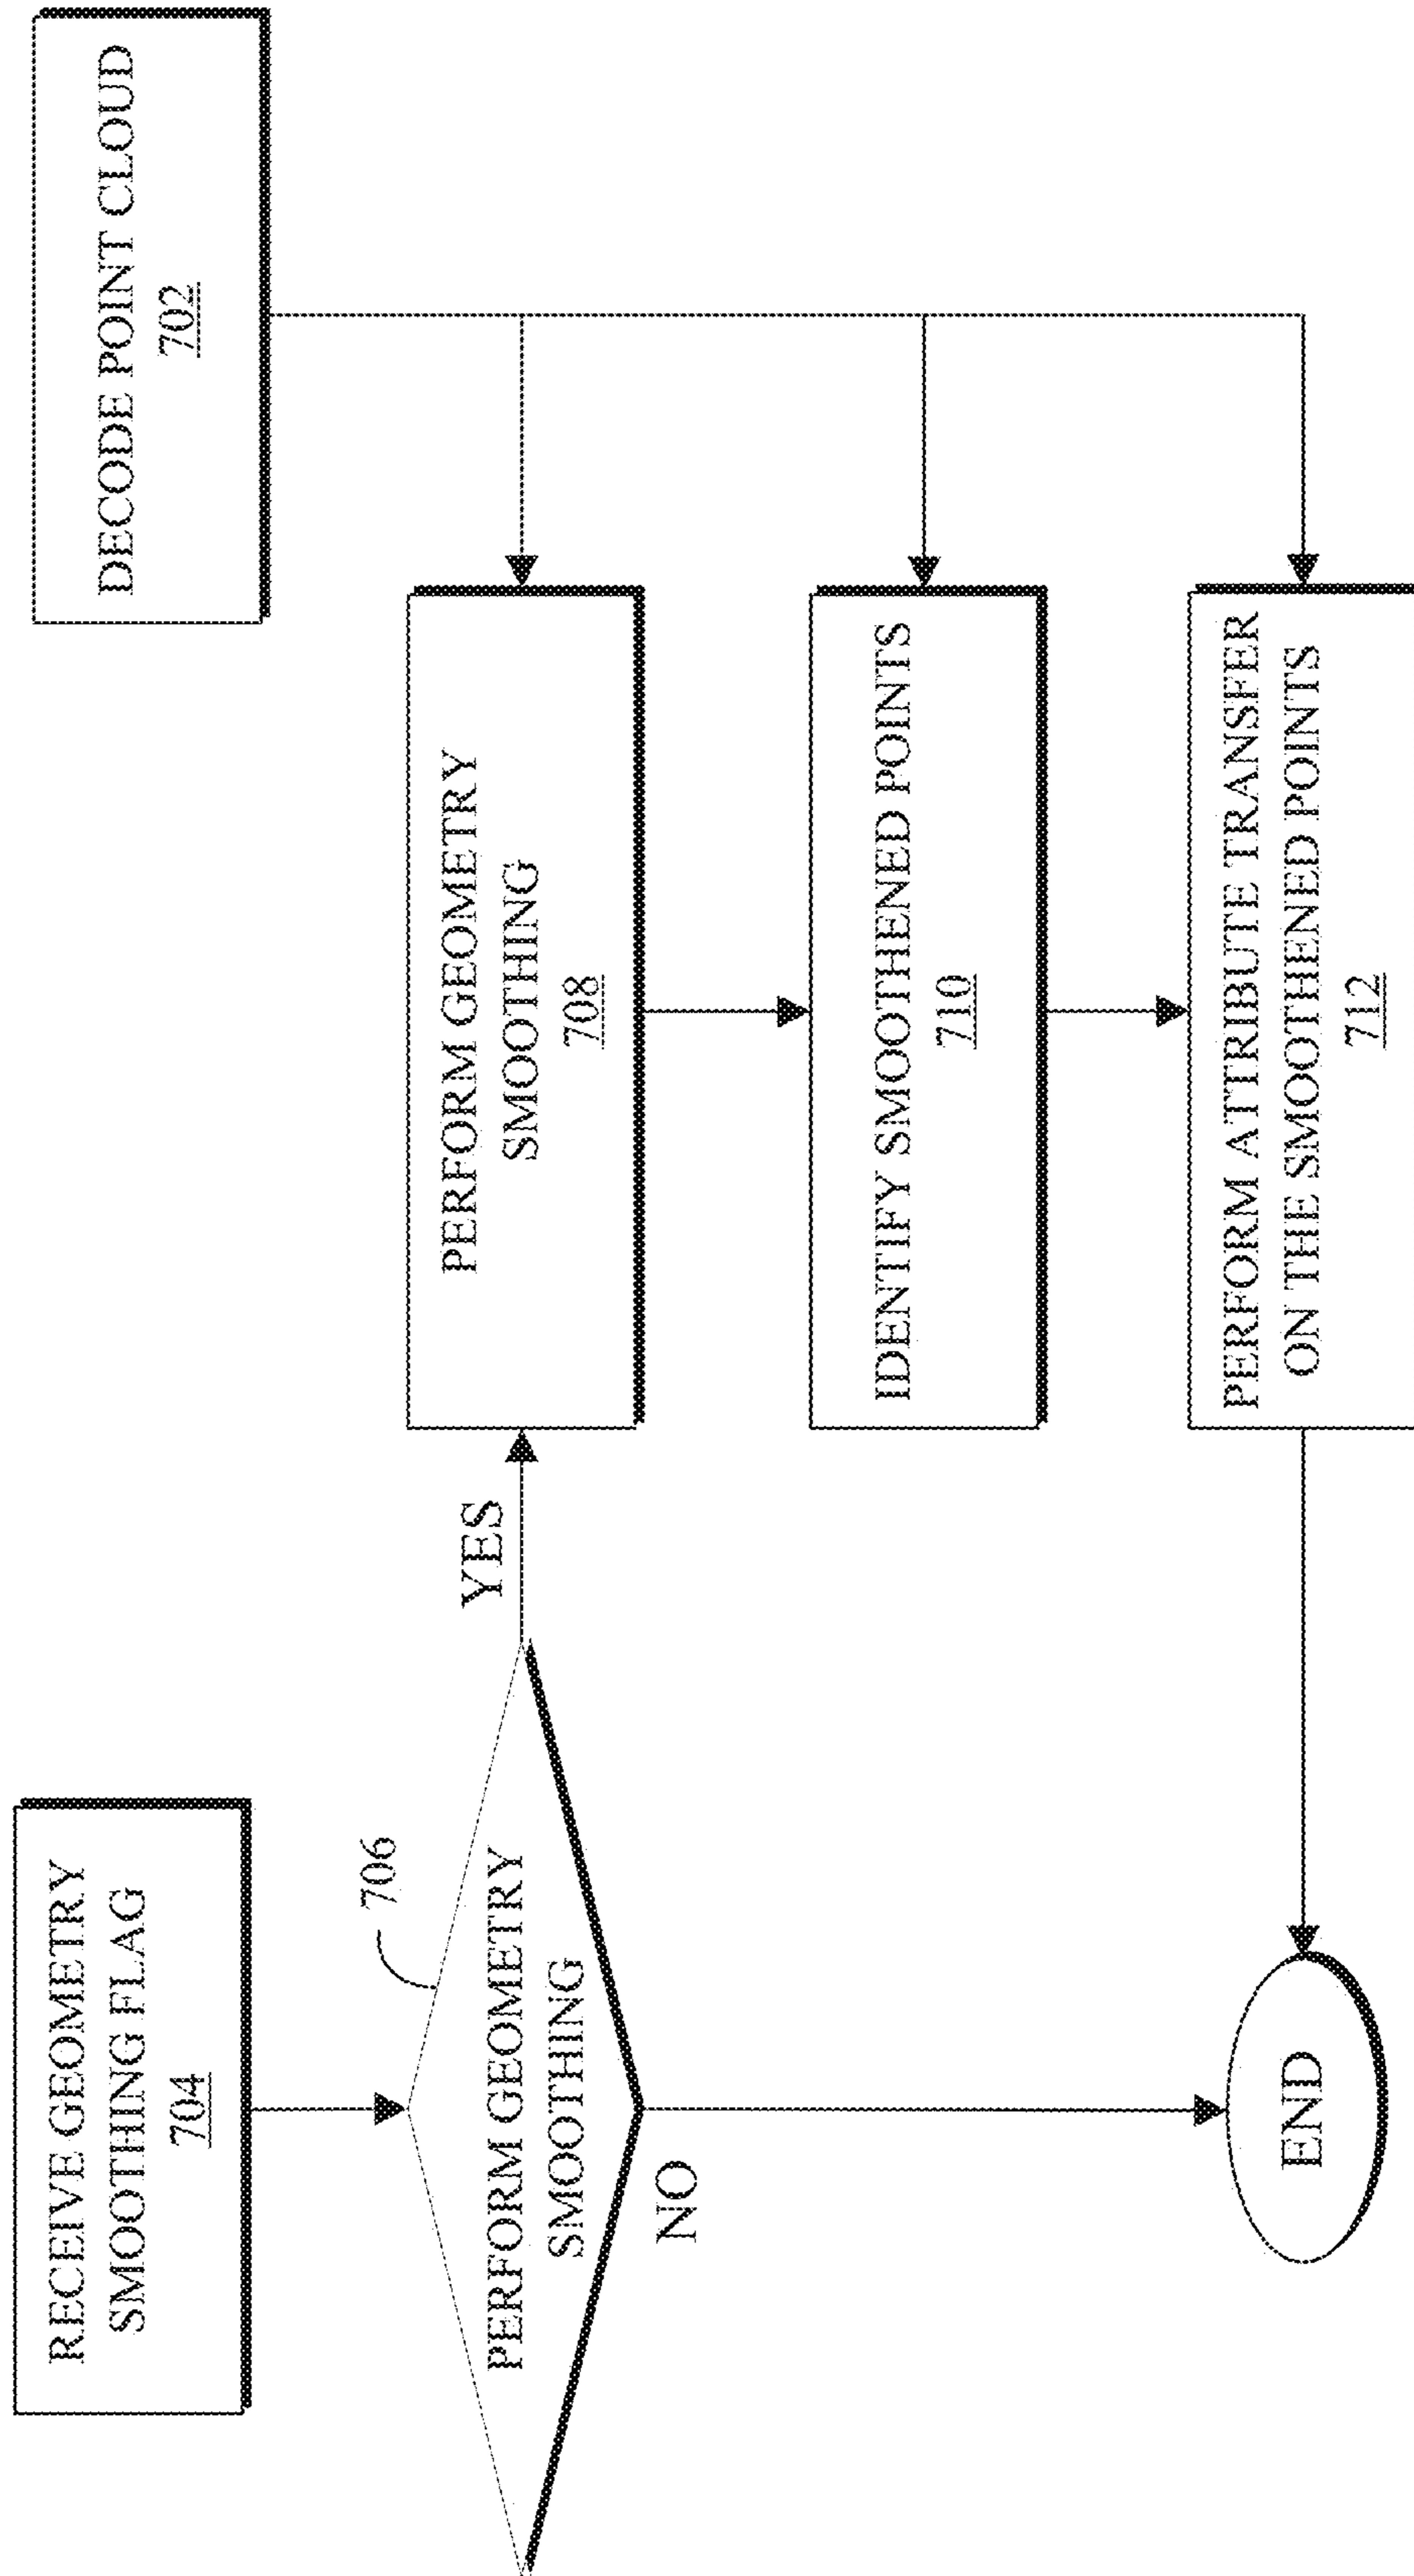 RECEIVE GEOMETRY
SMOOTHING FLAG
704
DECODE POINT CLOUD
702
706
PERFORM GEOMETRY
SMOOTHING
YES
NO
PERFORM GEOMETRY
SMOOTHING
708
IDENTIFY SMOOTHENED POINTS
710
PERFORM ATTRIBUTE TRANSFER
ON THE SMOOTHENED POINTS
712
END